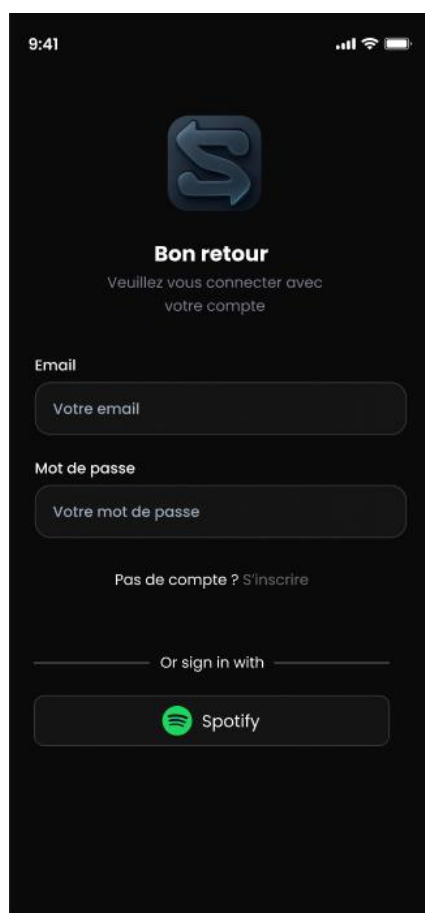 9:41
Bon retour
Veuillez vous connecter avec
votre compte
Email
Votre email
Mot de passe
Votre mot de passe
Pas de compte ? S'inscrire
Or sign in with
Spotify